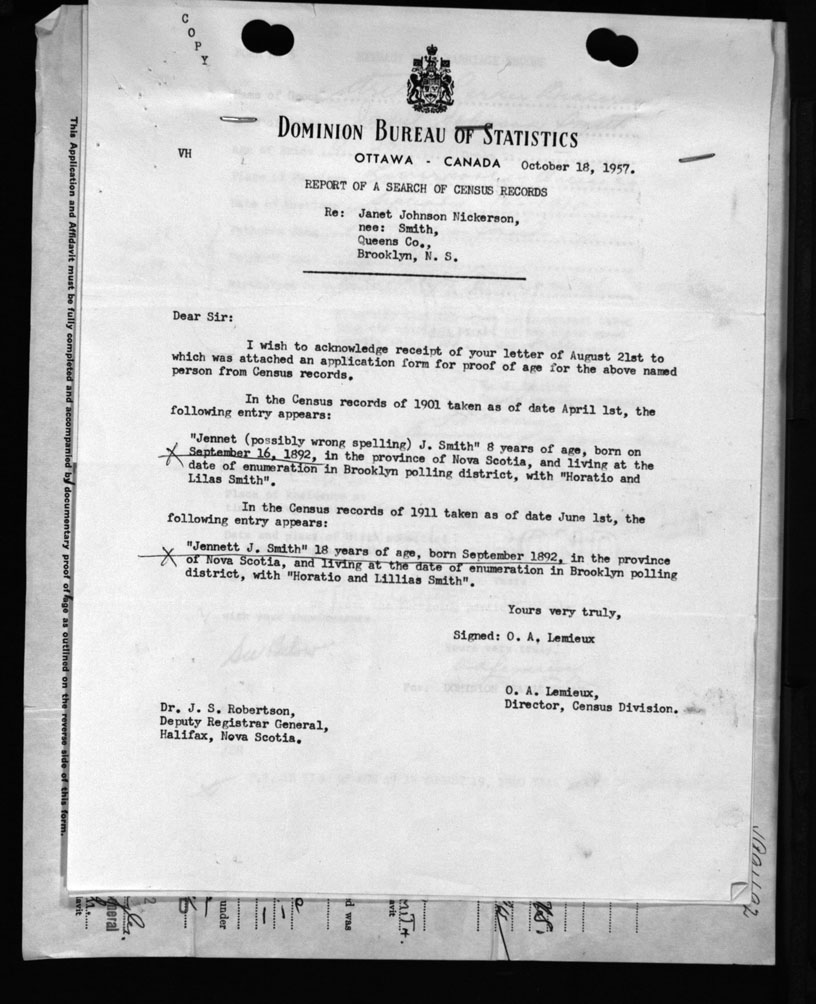 C
O
P
Y
DOMINION BUREAU OF STATISTICS
OTTAWA - CANADA October 18, 1957.
VH
REPORT OF A SEARCH OF CENSUS RECORDS
Re: Janet Johnson Nickerson,
nee: Smith,
Queens Co.,
Brooklyn, N. S.
Dear Sir:
I wish to acknowledge receipt of your letter of August 21st to
which was attached an application form for proof of age for the above named
person from Census records.
In the Census records of 1901 taken as of date April 1st, the
following entry appears:
"Jennet (possibly wrong spelling) J. Smith" 8 years of age, born on
September 16, 1892, in the province of Nova Scotia, and living at the
date of enumeration in Brooklyn polling district, with "Horatio and
Lilas Smith".
In the Census records of 1911 taken as of date June 1st, the
following entry appears:
"Jennett J. Smith" 18 years of age, born September 1892, in the province
of Nova Scotia, and living at the date of enumeration in Brooklyn polling
district, with "Horatio and Lillias Smith".
Yours very truly,
Signed: O. A. Lemieux
O. A. Lemieux,
Director, Census Division.
Dr. J. S. Robertson,
Deputy Registrar General,
Halifax, Nova Scotia.
This Application and Affidavit must be fully completed and accompanied by documentary proof of age as outlined on the reverse side of this form.
See Below
under
d was